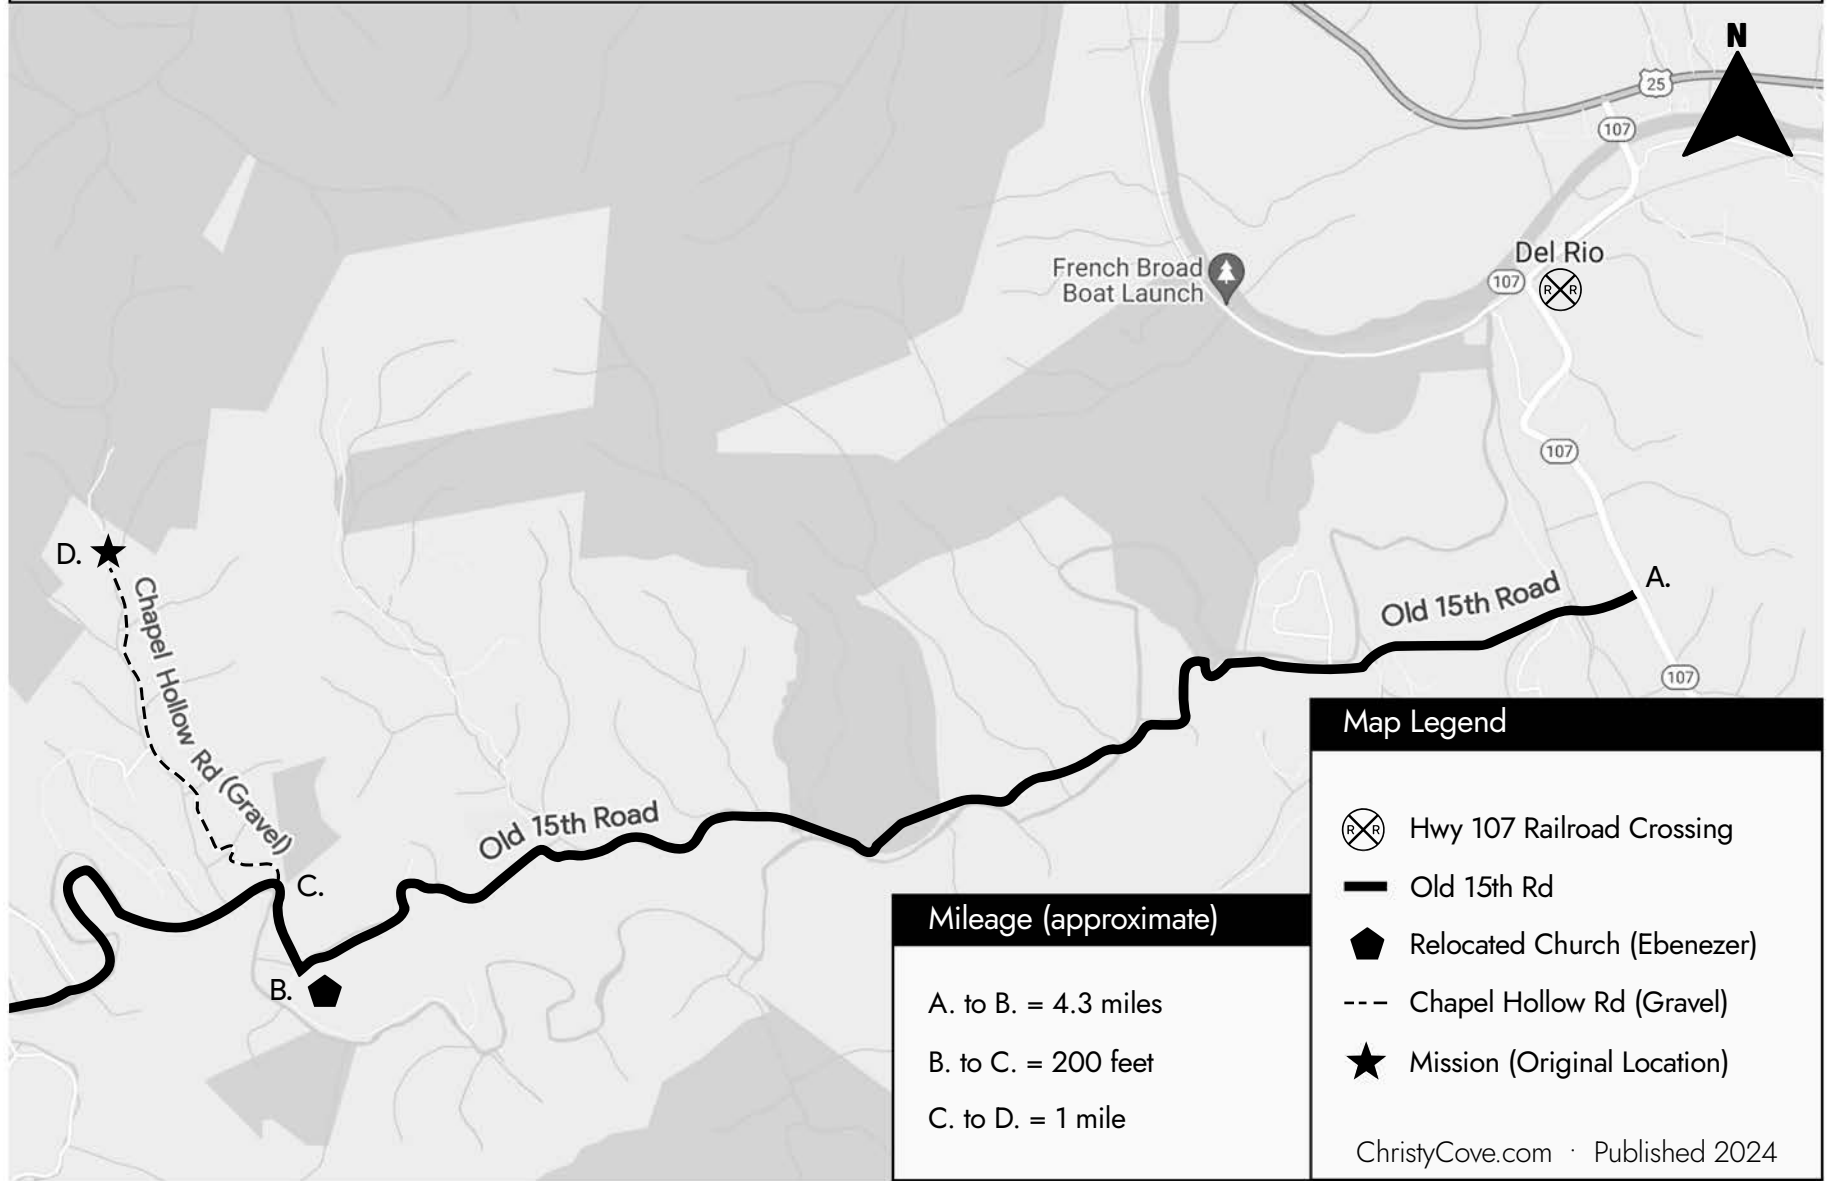 N
25
107
Del Rio
French Broad
Boat Launch
107
R R
107
D.
A.
Old 15th Road
Chapel Hollow Rd (Gravel)
107
Old 15th Road
C.
B.
Map Legend
R R
Hwy 107 Railroad Crossing
Old 15th Rd
Relocated Church (Ebenezer)
Chapel Hollow Rd (Gravel)
Mission (Original Location)
ChristyCove.com · Published 2024
Mileage (approximate)
A. to B. = 4.3 miles
B. to C. = 200 feet
C. to D. = 1 mile